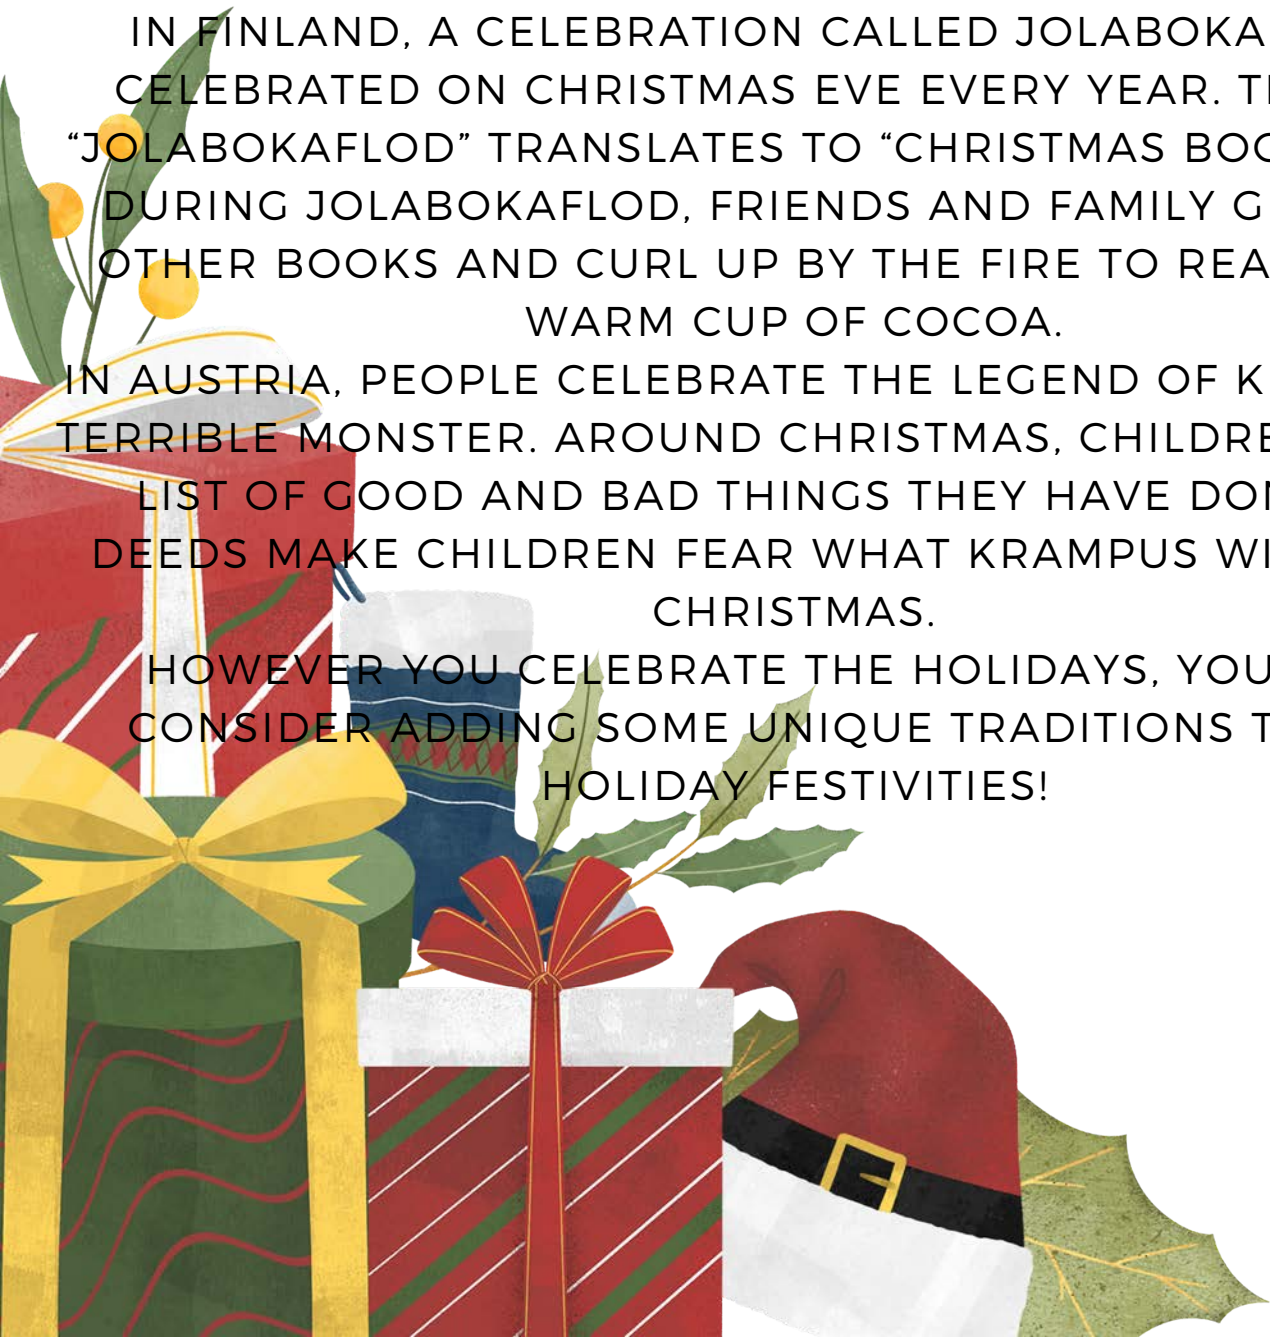 IN FINLAND, A CELEBRATION CALLED JOLABOKA
CELEBRATED ON CHRISTMAS EVE EVERY YEAR.
“JOLABOKAFLOD” TRANSLATES TO “CHRISTMAS
DURING JOLABOKAFLOD, FRIENDS AND FAMILY
OTHER BOOKS AND CURL UP BY THE FIRE TO
WARM CUP OF COCOA.
IN AUSTRIA, PEOPLE CELEBRATE THE LEGEND OF
TERRIBLE MONSTER. AROUND CHRISTMAS,
LIST OF GOOD AND BAD THINGS THEY HAVE
DEEDS MAKE CHILDREN FEAR WHAT KRAMPUS
CHRISTMAS.
HOWEVER YOU CELEBRATE THE HOLIDAYS, YOU
CONSIDER ADDING SOME UNIQUE TRADITIONS
HOLIDAY FESTIVITIES!